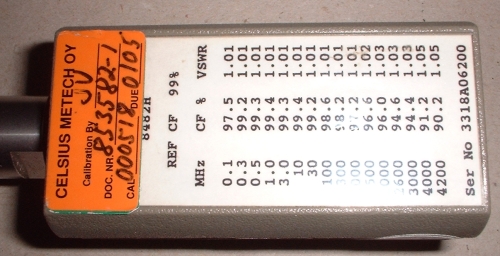 CELSIUS METECH OY
Calibration By JV
DOC. NR. 853582-1
CAL 000518 DUE 0105
8482H
REF CF 99%
MHz CF % VSWR
0.1 97.5 1.01
0.3 99.2 1.01
0.5 99.3 1.01
1.0 99.4 1.01
3.0 99.3 1.01
10 99.4 1.01
30 99.2 1.01
100 98.6 1.01
300 98.2 1.01
97.2 1.01
96.6 1.02
96.0 1.03
94.6 1.03
3000 94.4
4000 91.2
4200 90.2 1.05
Ser No 3318A06200